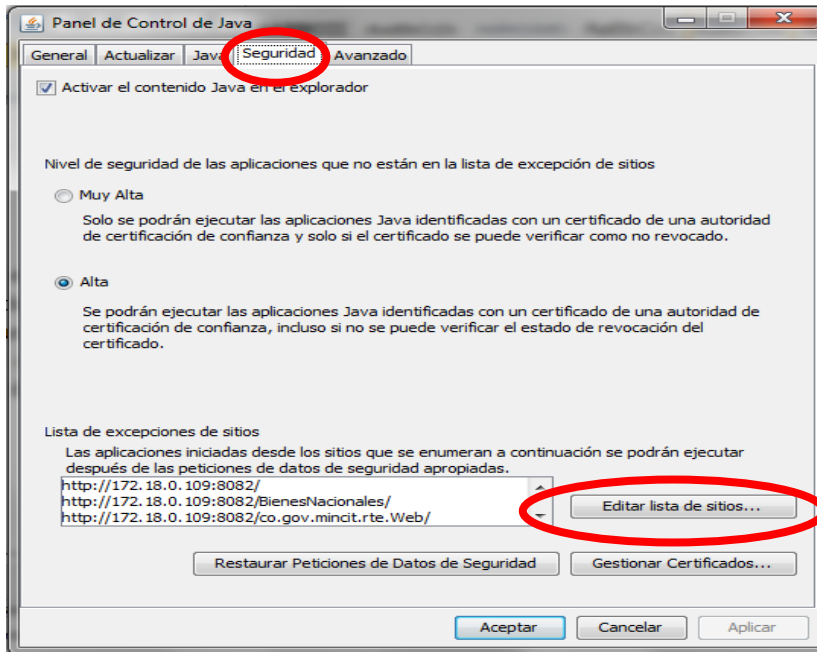 Panel de Control de Java
General Actualizar Java Seguridad Avanzado
Activar el contenido Java en el explorador
Nivel de seguridad de las aplicaciones que no están en la lista de excepción de sitios
Muy Alta
Solo se podrán ejecutar las aplicaciones Java identificadas con un certificado de una autoridad
de certificación de confianza y solo si el certificado se puede verificar como no revocado.
Alta
Se podrán ejecutar las aplicaciones Java identificadas con un certificado de una autoridad de
certificación de confianza, incluso si no se puede verificar el estado de revocación del
certificado.
Lista de excepciones de sitios
Las aplicaciones iniciadas desde los sitios que se enumeran a continuación se podrán ejecutar
después de las peticiones de datos de seguridad apropiadas.
http://172.18.0.109:8082/
http://172.18.0.109:8082/BienesNacionales/
http://172.18.0.109:8082/co.gov.mincit.rte.Web/
Editar lista de sitios...
Restaurar Peticiones de Datos de Seguridad Gestionar Certificados...
Aceptar Cancelar Aplicar